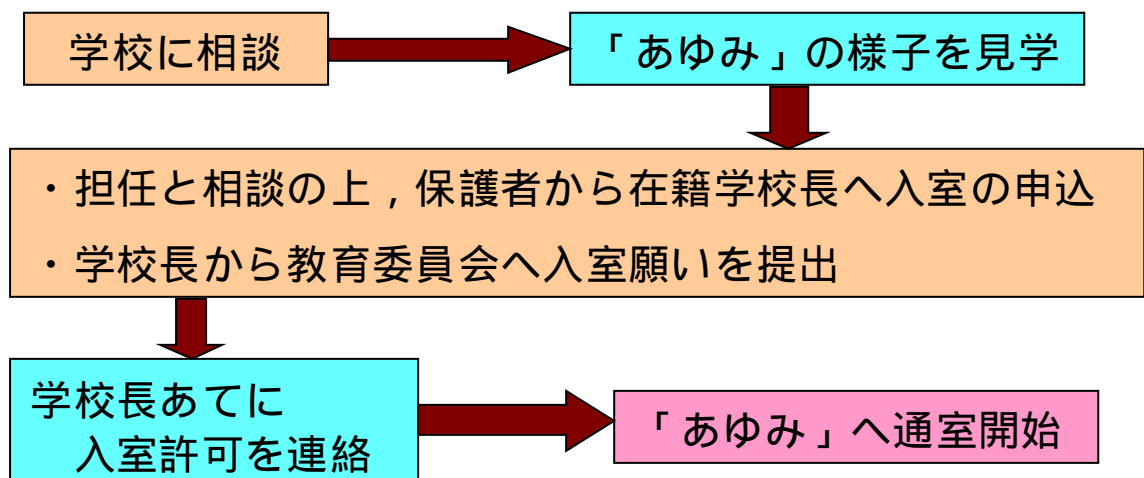 学校に相談
「あゆみ」の様子を見学
・担任と相談の上，保護者から在籍学校長へ入室の申込
・学校長から教育委員会へ入室願いを提出
学校長あてに
入室許可を連絡
「あゆみ」へ通室開始